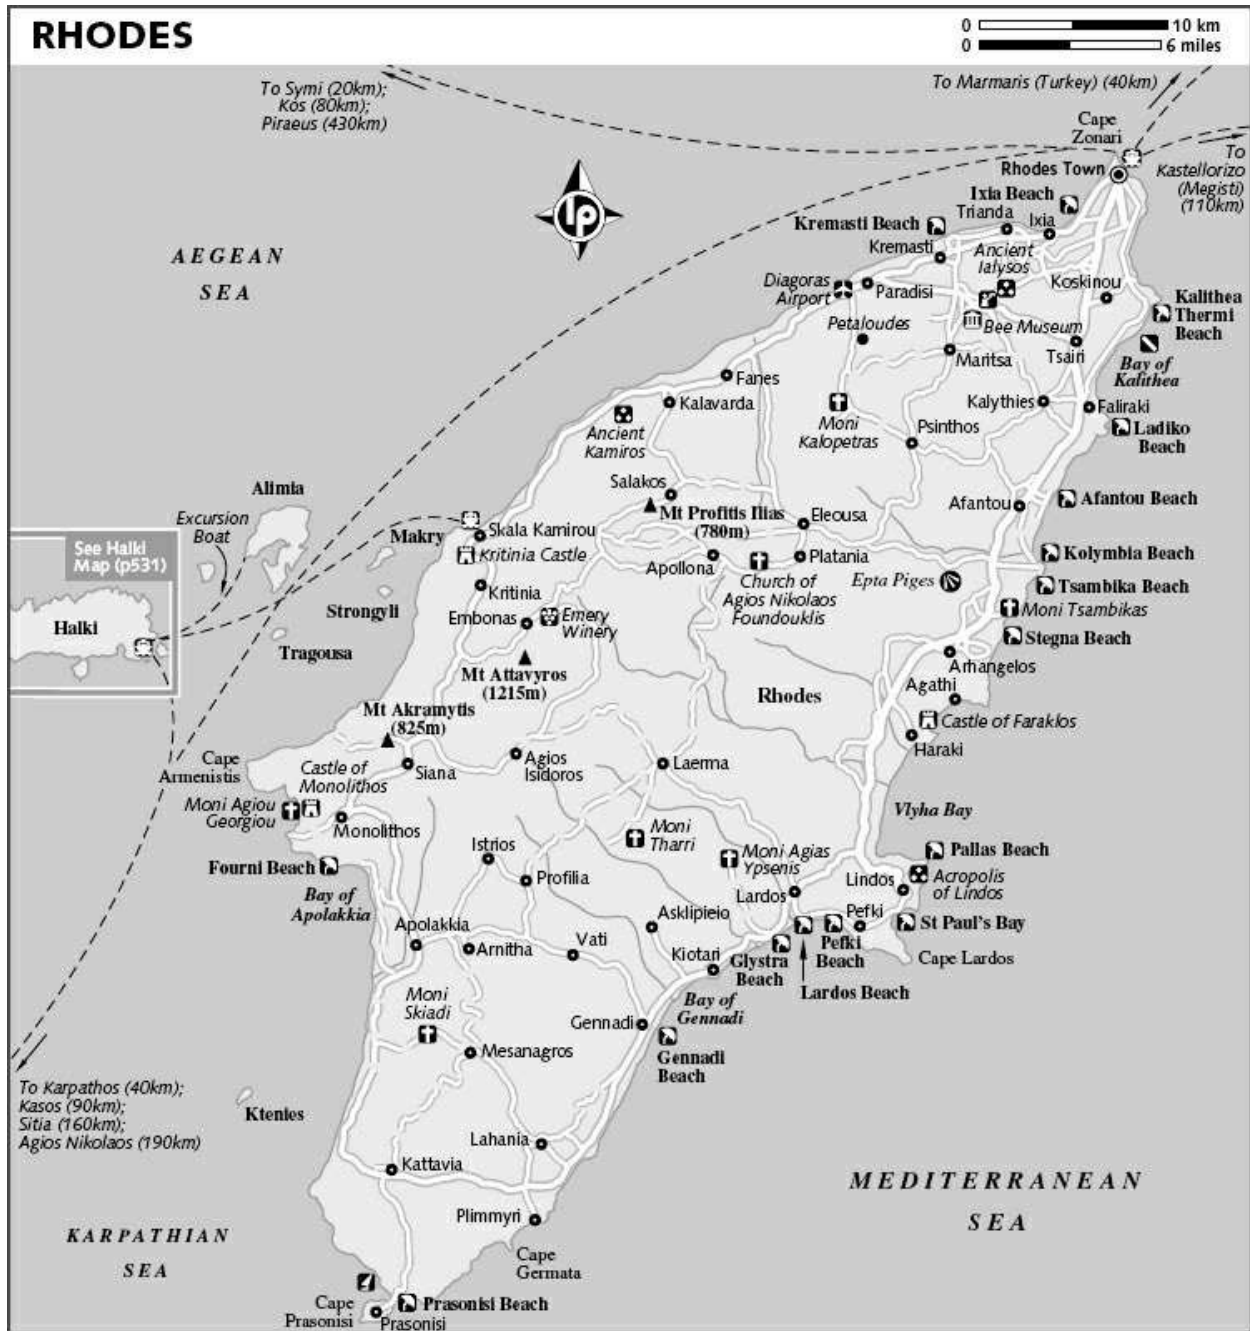 RHODES
0 10 km
0 6 miles
To Symi (20km);
Kos (80km);
Piraeus (430km)
To Marmaris (Turkey) (40km)
Cape
Zonari
To
Kastellorizo
(Megisti)
(110km)
Rhodes Town
Ixia Beach
Trianda
Ixia
Kremasti Beach
Kremasti
Ancient
Ialysos
AEGEAN
SEA
lp
Diagoras
Airport
Paradisi
Koskinou
Kalithea
Thermi
Beach
Petaloudes
Bee Museum
Maritsa
Tsairi
Bay of
Kalithea
Fanes
Kalavarda
Moni
Kalopetras
Kalythies
Faliraki
Ladiko
Beach
Ancient
Kamiros
Psinthos
Salakos
Mt Profitis Ilias
(780m)
Eleousa
Afantou
Afantou Beach
Alimia
Excursion
Boat
See Halki
Map (p531)
Makry
Skala Kamirou
Kritinia Castle
Apollona
Platania
Church of
Agios Nikolaos
Foundouklis
Epta Piges
Kolymbia Beach
Tsambika Beach
Moni Tsambikas
Stegna Beach
Strongyli
Kritinia
Embonas
Emery
Winery
Halki
Tragousa
Mt Attavyros
(1215m)
Rhodes
Arhangelos
Agathi
Castle of Faraklos
Haraki
Mt Akramytis
(825m)
Cape
Armenistis
Castle of
Monolithos
Siana
Agios
Isidoros
Laerma
Moni Agiou
Georgiou
Monolithos
Vlyha Bay
Moni
Tharri
Moni Agias
Ypsenis
Pallas Beach
Fourni Beach
Istrios
Profilia
Lardos
Lindos
Acropolis
of Lindos
Bay of
Apolakkia
Apolakkia
Arnitha
Vati
Asklipieio
Kiotari
Glystra
Beach
Pefki
Pefki
Beach
St Paul's Bay
Cape Lardos
Lardos Beach
Moni
Skiadi
Bay of
Gennadi
Gennadi
Gennadi
Beach
Mesanagros
To Karpathos (40km);
Kasos (90km);
Sitia (160km);
Agios Nikolaos (190km)
Ktenies
Lahania
Kattavia
MEDITERRANEAN
SEA
Plimmyri
KARPATHIAN
SEA
Cape
Germata
Cape
Prasonisi
Prasonisi Beach
Prasonisi